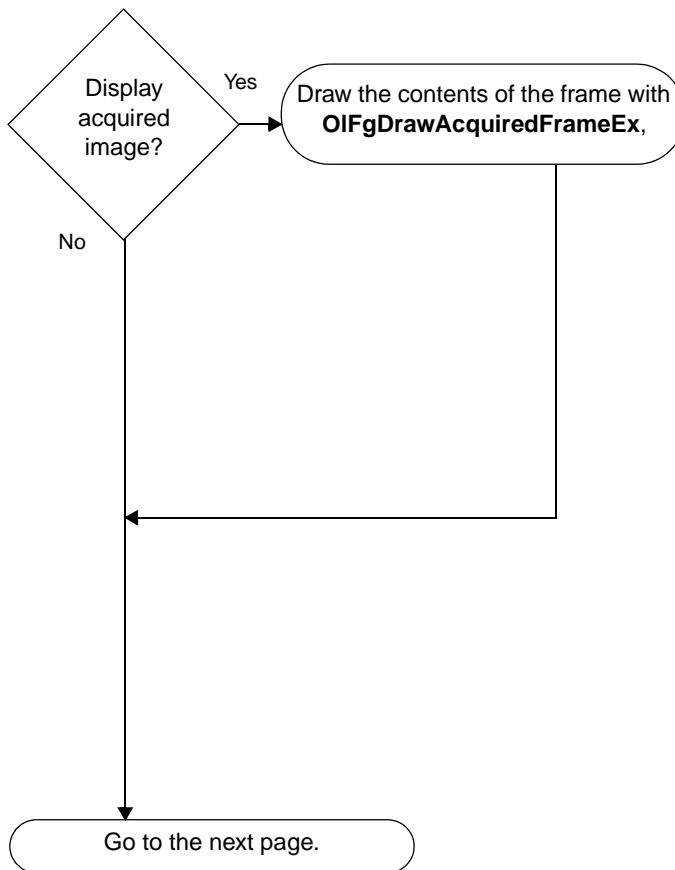 Display
acquired
image?
Yes
Draw the contents of the frame with
OlFgDrawAcquiredFrameEx,
No
Go to the next page.